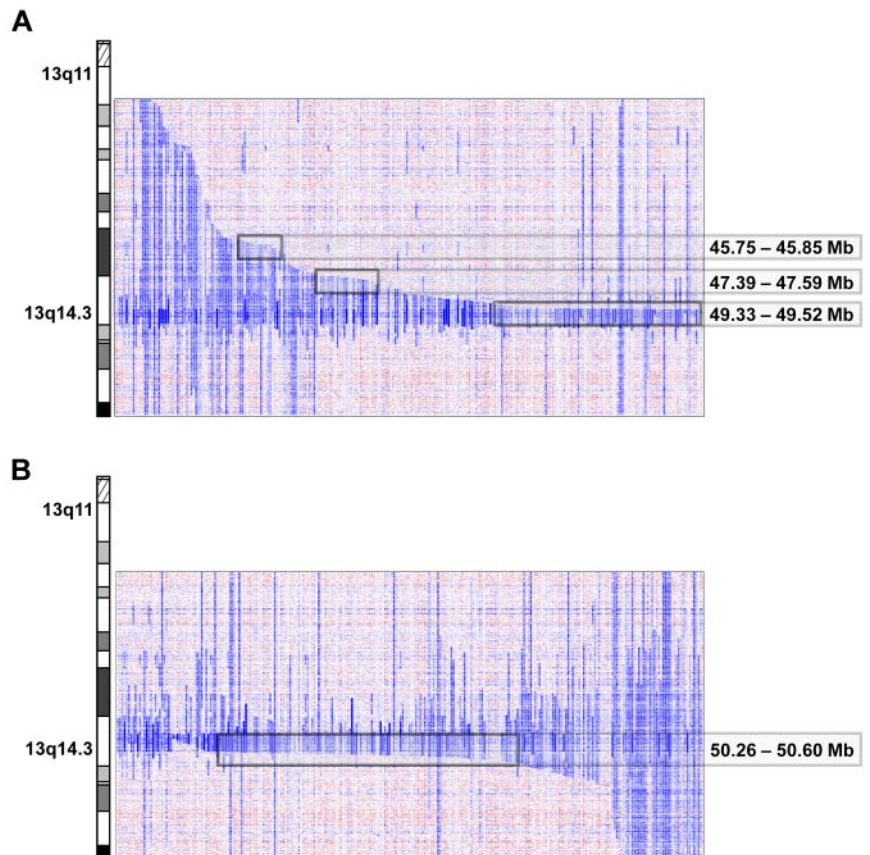 A
13q11
45.75 – 45.85 Mb
47.39 – 47.59 Mb
13q14.3
49.33 – 49.52 Mb
B
13q11
13q14.3
50.26 – 50.60 Mb